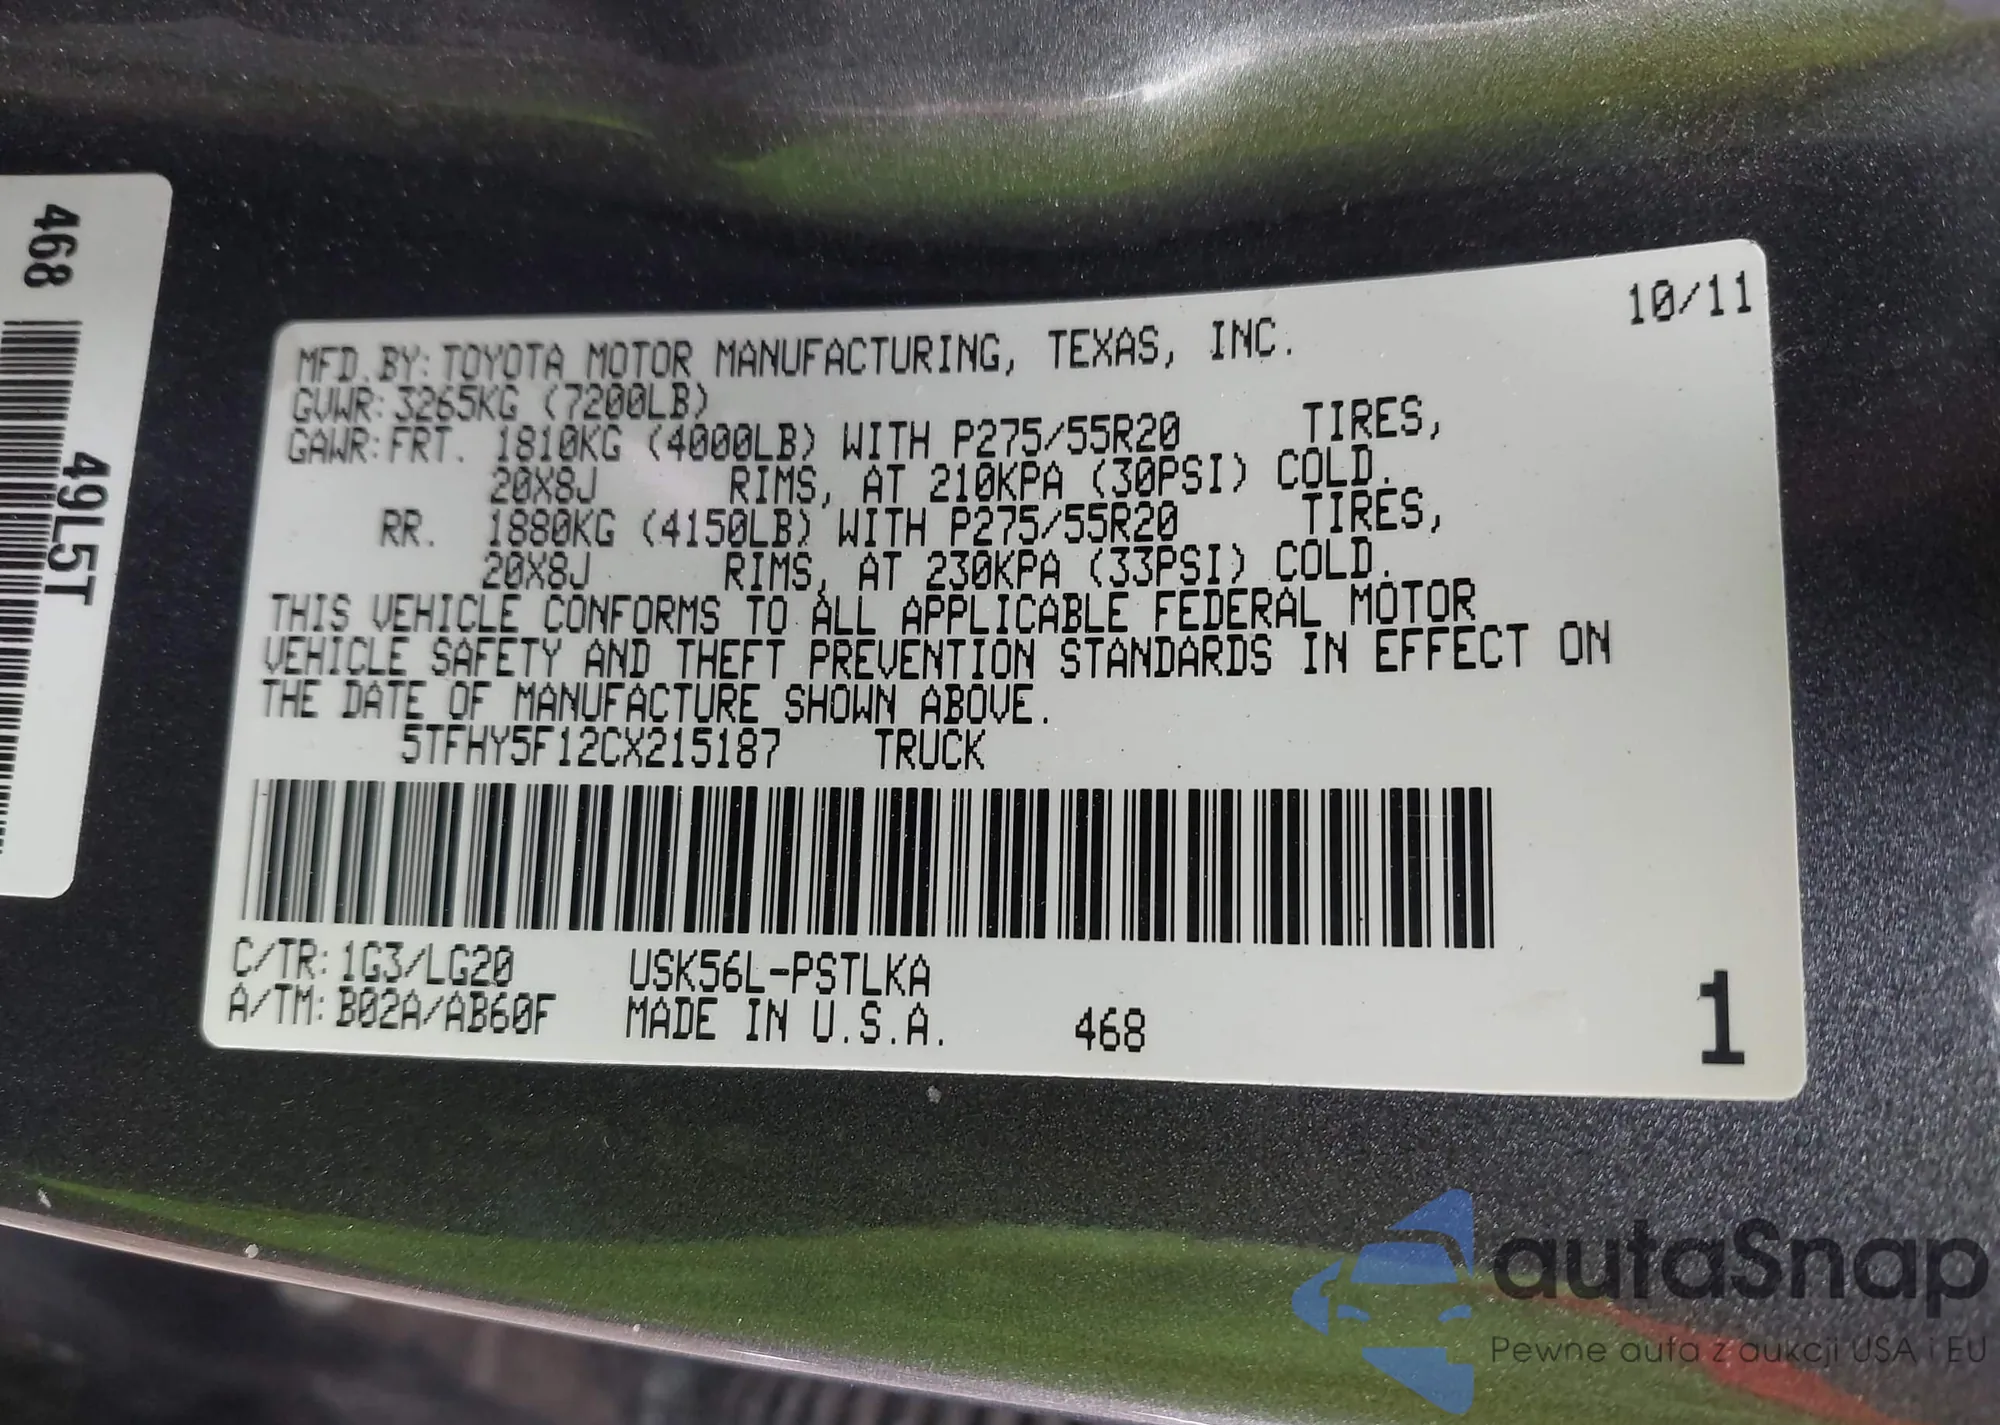 468
49L5T
10/11
MFD.BY:TOYOTA MOTOR MANUFACTURING, TEXAS, INC.
GVWR:3265KG (7200LB)
GAWR:FRT. 1810KG (4000LB) WITH P275/55R20 TIRES,
20X8J RIMS, AT 210KPA (30PSI) COLD.
RR. 1880KG (4150LB) WITH P275/55R20 TIRES,
20X8J RIMS, AT 230KPA (33PSI) COLD.
THIS VEHICLE CONFORMS TO ALL APPLICABLE FEDERAL MOTOR
VEHICLE SAFETY AND THEFT PREVENTION STANDARDS IN EFFECT ON
THE DATE OF MANUFACTURE SHOWN ABOVE.
5TFHY5F12CX215187 TRUCK
C/TR:1G3/LG20 USK56L-PSTLKA
A/TM:B02A/AB60F MADE IN U.S.A. 468
1
autaSnap
Pewne auta z aukcji USA i EU